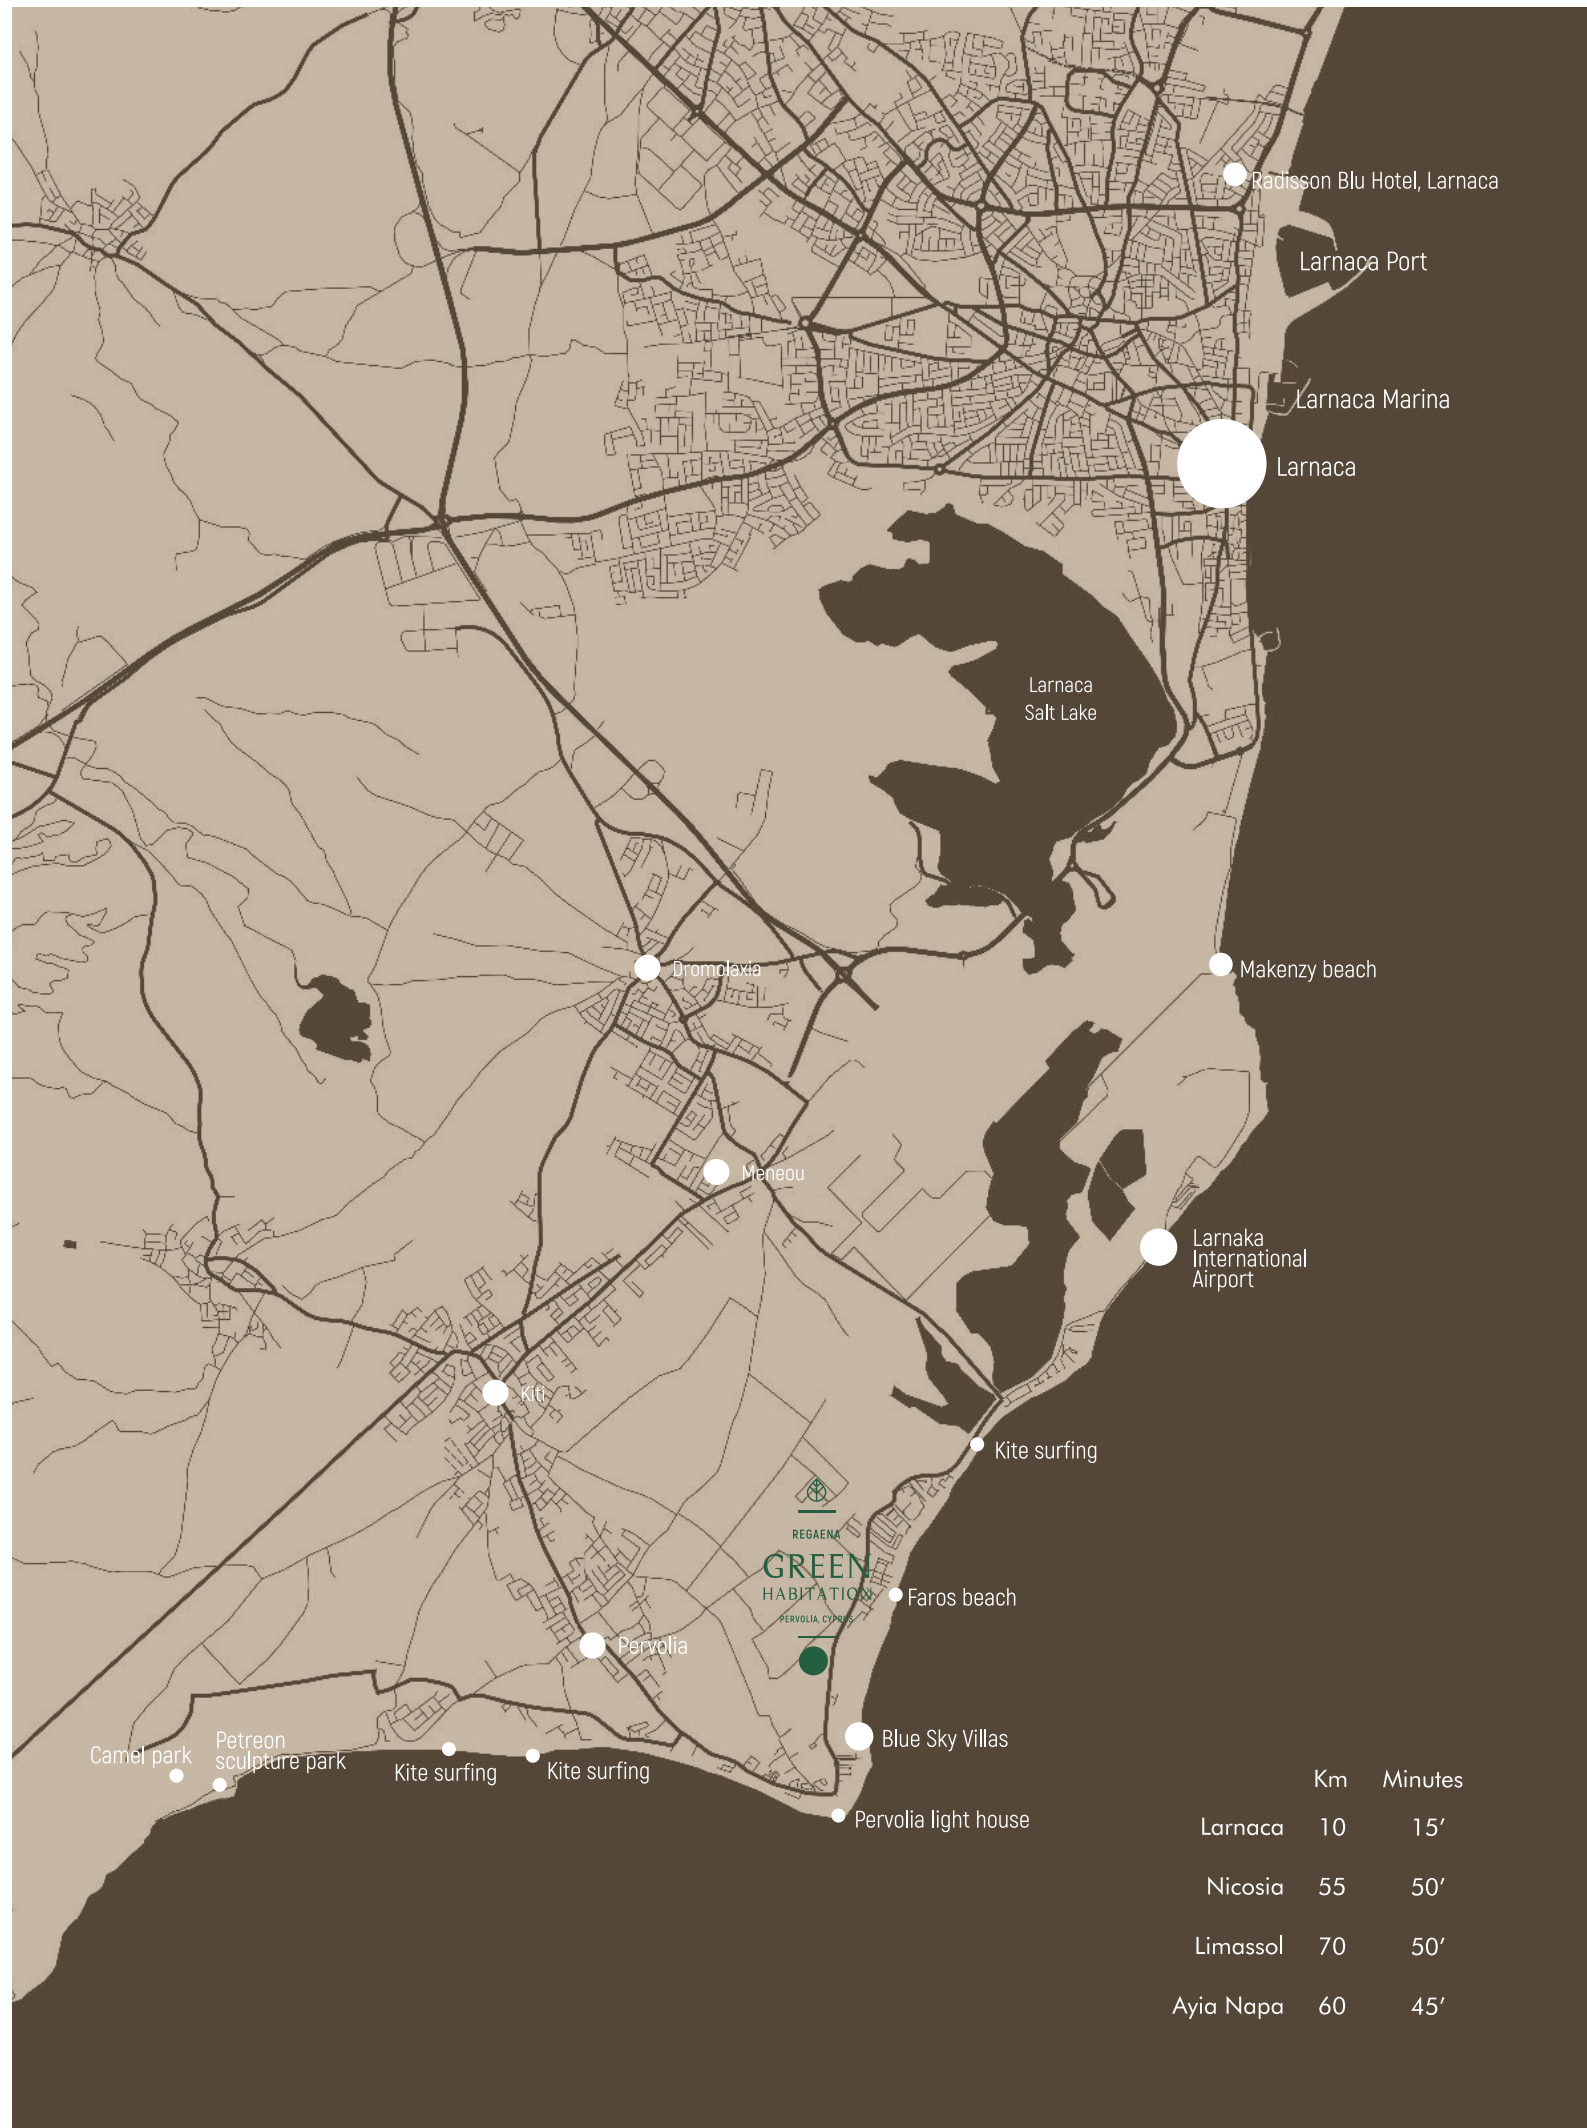 Radisson Blu Hotel, Larnaca
Larnaca Port
Larnaca Marina
Larnaca
Larnaca
Salt Lake
Dromolaxia
Makenzy beach
Meneou
Larnaka
International
Airport
Kiti
Kite surfing
REGAENA
GREEN
HABITATION
PERVOLIA, CYPRUS
Faros beach
Pervolia
Blue Sky Villas
Camel park
Petreon
sculpture park
Kite surfing
Kite surfing
Pervolia light house
Km Minutes
Larnaca 10 15’
Nicosia 55 50’
Limassol 70 50’
Ayia Napa 60 45’